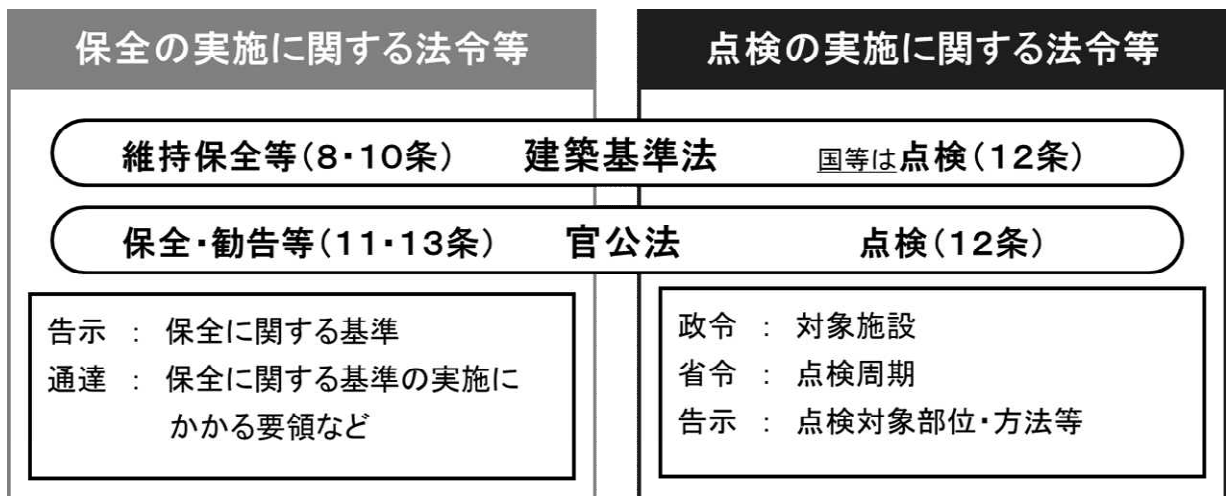 保全の実施に関する法令等
点検の実施に関する法令等
維持保全等(8・10条) 建築基準法 国等は点検(12条)
保全・勧告等(11・13条) 官公法 点検(12条)
告示 : 保全に関する基準
通達 : 保全に関する基準の実施に
かかる要領など
政令 : 対象施設
省令 : 点検周期
告示 : 点検対象部位・方法等